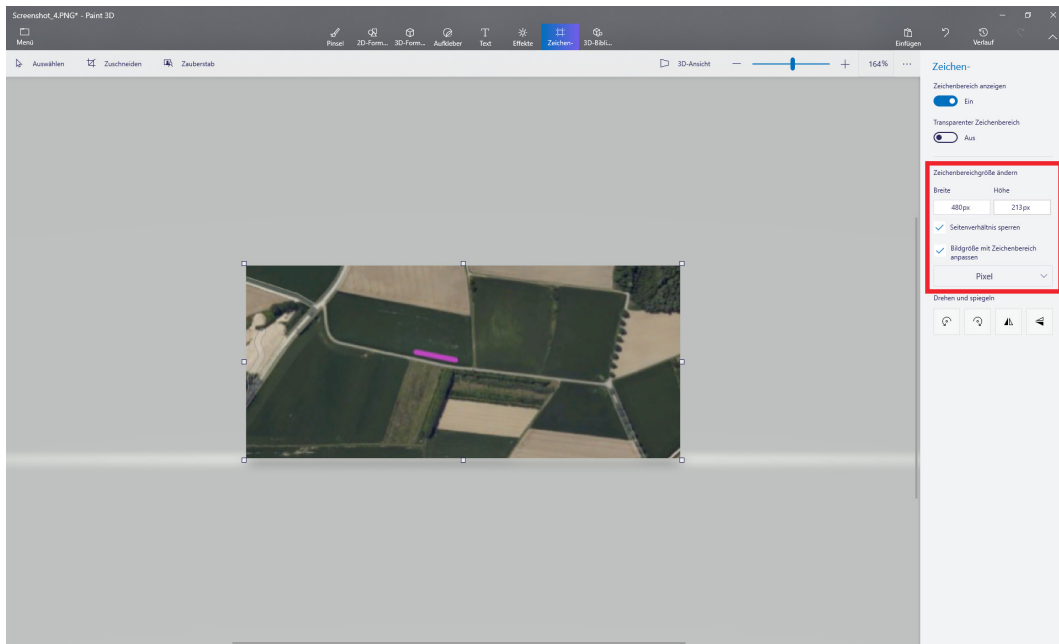 Screenshot_4.PNG* - Paint 3D
Menü
Pinsel
2D-Form...
3D-Form...
Aufkleber
Text
Effekte
Zeichen-
3D-Bibli...
Einfügen
Verlauf
Auswählen
Zuschneiden
Zauberstab
3D-Ansicht
164%
Zeichen-
Zeichenbereich anzeigen
Ein
Transparenter Zeichenbereich
Aus
Zeichenbereichgröße ändern
Breite Höhe
480px 213px
Seitenverhältnis sperren
Bildgröße mit Zeichenbereich
anpassen
Pixel
Drehen und spiegeln